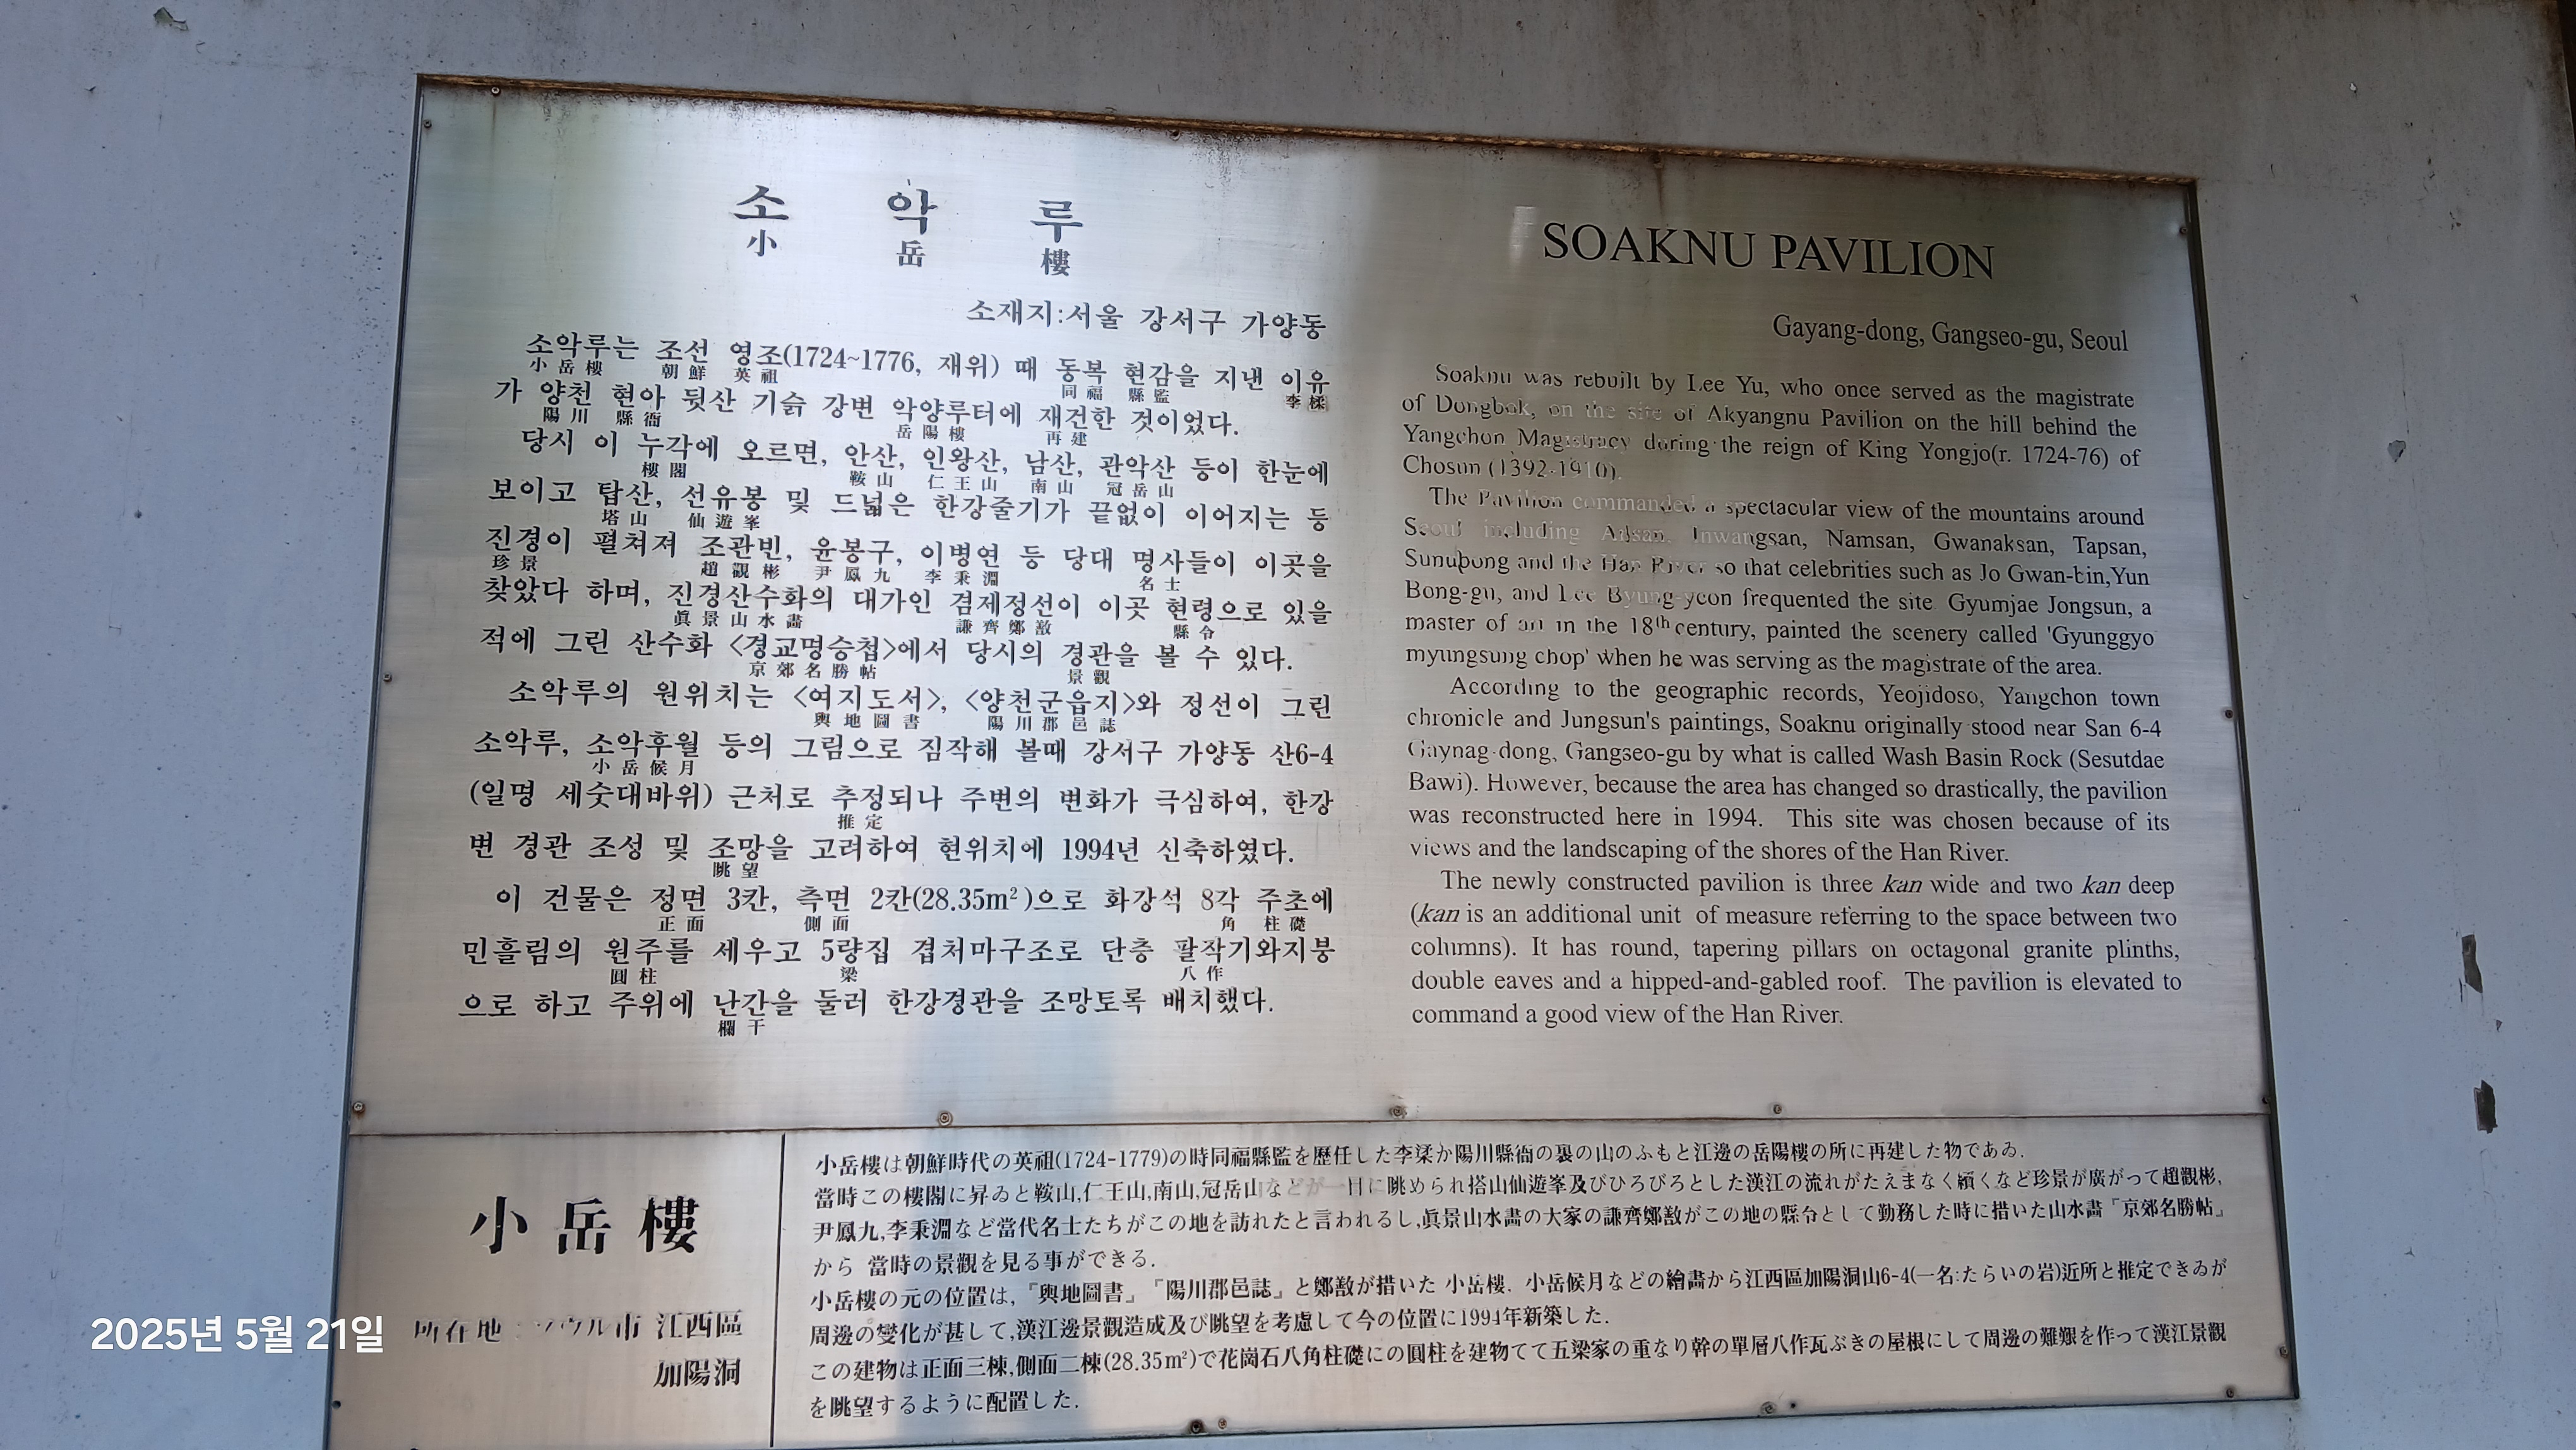 소 악 루
小 岳 樓
소재지:서울 강서구 가양동
소악루는 조선 영조(1724~1776, 재위) 때 동복 현감을 지낸 이유
小岳樓 朝鮮 英祖 同福 縣監 李楺
가 양천 현아 뒷산 기슭 강변 악양루터에 재건한 것이었다.
陽川 縣衙 岳陽樓 再建
당시 이 누각에 오르면, 안산, 인왕산, 남산, 관악산 등이 한눈에
樓閣 鞍山 仁王山 南山 冠岳山
보이고 탑산, 선유봉 및 드넓은 한강줄기가 끝없이 이어지는 등
塔山 仙遊峯
진경이 펼쳐져 조관빈, 윤봉구, 이병연 등 당대 명사들이 이곳을
珍景 趙觀彬 尹鳳九 李秉淵 名士
찾았다 하며, 진경산수화의 대가인 겸제정선이 이곳 현령으로 있을
眞景山水畵 謙齊鄭敾 縣令
적에 그린 산수화 <경교명승첩>에서 당시의 경관을 볼 수 있다.
京郊名勝帖 景觀
소악루의 원위치는 <여지도서>, <양천군읍지>와 정선이 그린
輿地圖書 陽川郡邑誌
소악루, 소악후월 등의 그림으로 짐작해 볼때 강서구 가양동 산6-4
小岳候月
(일명 세숫대바위) 근처로 추정되나 주변의 변화가 극심하여, 한강
推定
변 경관 조성 및 조망을 고려하여 현위치에 1994년 신축하였다.
眺望
이 건물은 정면 3칸, 측면 2칸(28.35m²)으로 화강석 8각 주초에
正面 側面 角 柱礎
민흘림의 원주를 세우고 5량집 겹처마구조로 단층 팔작기와지붕
圓柱 梁 八作
으로 하고 주위에 난간을 둘러 한강경관을 조망토록 배치했다.
欄干
SOAKNU PAVILION
Gayang-dong, Gangseo-gu, Seoul
Soaknu was rebuilt by Lee Yu, who once served as the magistrate
of Dongbok, on the site of Akyangnu Pavilion on the hill behind the
Yangchon Magistracy during the reign of King Yongjo(r. 1724-76) of
Chosun (1392-1910).
The Pavilion commanded a spectacular view of the mountains around
Seoul including Ansan, Inwangsan, Namsan, Gwanaksan, Tapsan,
Sunubong and the Han River so that celebrities such as Jo Gwan-bin,Yun
Bong-gu, and Lee Byung-yeon frequented the site. Gyumjae Jongsun, a
master of art in the 18th century, painted the scenery called 'Gyunggyo
myungsung chop' when he was serving as the magistrate of the area.
According to the geographic records, Yeojidoso, Yangchon town
chronicle and Jungsun's paintings, Soaknu originally stood near San 6-4
Gaynag-dong, Gangseo-gu by what is called Wash Basin Rock (Sesutdae
Bawi). However, because the area has changed so drastically, the pavilion
was reconstructed here in 1994. This site was chosen because of its
views and the landscaping of the shores of the Han River.
The newly constructed pavilion is three kan wide and two kan deep
(kan is an additional unit of measure referring to the space between two
columns). It has round, tapering pillars on octagonal granite plinths,
double eaves and a hipped-and-gabled roof. The pavilion is elevated to
command a good view of the Han River.
小岳樓
所在地 : ソウル市 江西區
加陽洞
小岳樓は朝鮮時代の英祖(1724-1779)の時同福縣監を歷任した李渘か陽川縣衙の裏の山のふもと江邊の岳陽樓の所に再建した物であゐ.
當時この樓閣に昇ゐと鞍山,仁王山,南山,冠岳山などが一目に眺められ搭山仙遊峯及びひろびろとした漢江の流れがたえまなく續くなど珍景が廣がって趙觀彬,
尹鳳九,李秉淵など當代名士たちがこの地を訪れたと言われるし,眞景山水畵の大家の謙齊鄭敾がこの地の縣令として勤務した時に措いた山水畵「京郊名勝帖」
から 當時の景觀を見る事ができる.
小岳樓の元の位置は,「輿地圖書」「陽川郡邑誌」と鄭敾が措いた 小岳樓, 小岳候月などの繪畵から江西區加陽洞山6-4(一名:たらいの岩)近所と推定できゐが
周邊の變化が甚して,漢江邊景觀造成及び眺望を考慮して今の位置に1994年新築した.
この建物は正面三棟,側面二棟(28.35m²)で花崗石八角柱礎にの圓柱を建物てて五梁家の重なり幹の單層八作瓦ぶきの屋根にして周邊の難艱を作って漢江景觀
を眺望するように配置した.
2025년 5월 21일